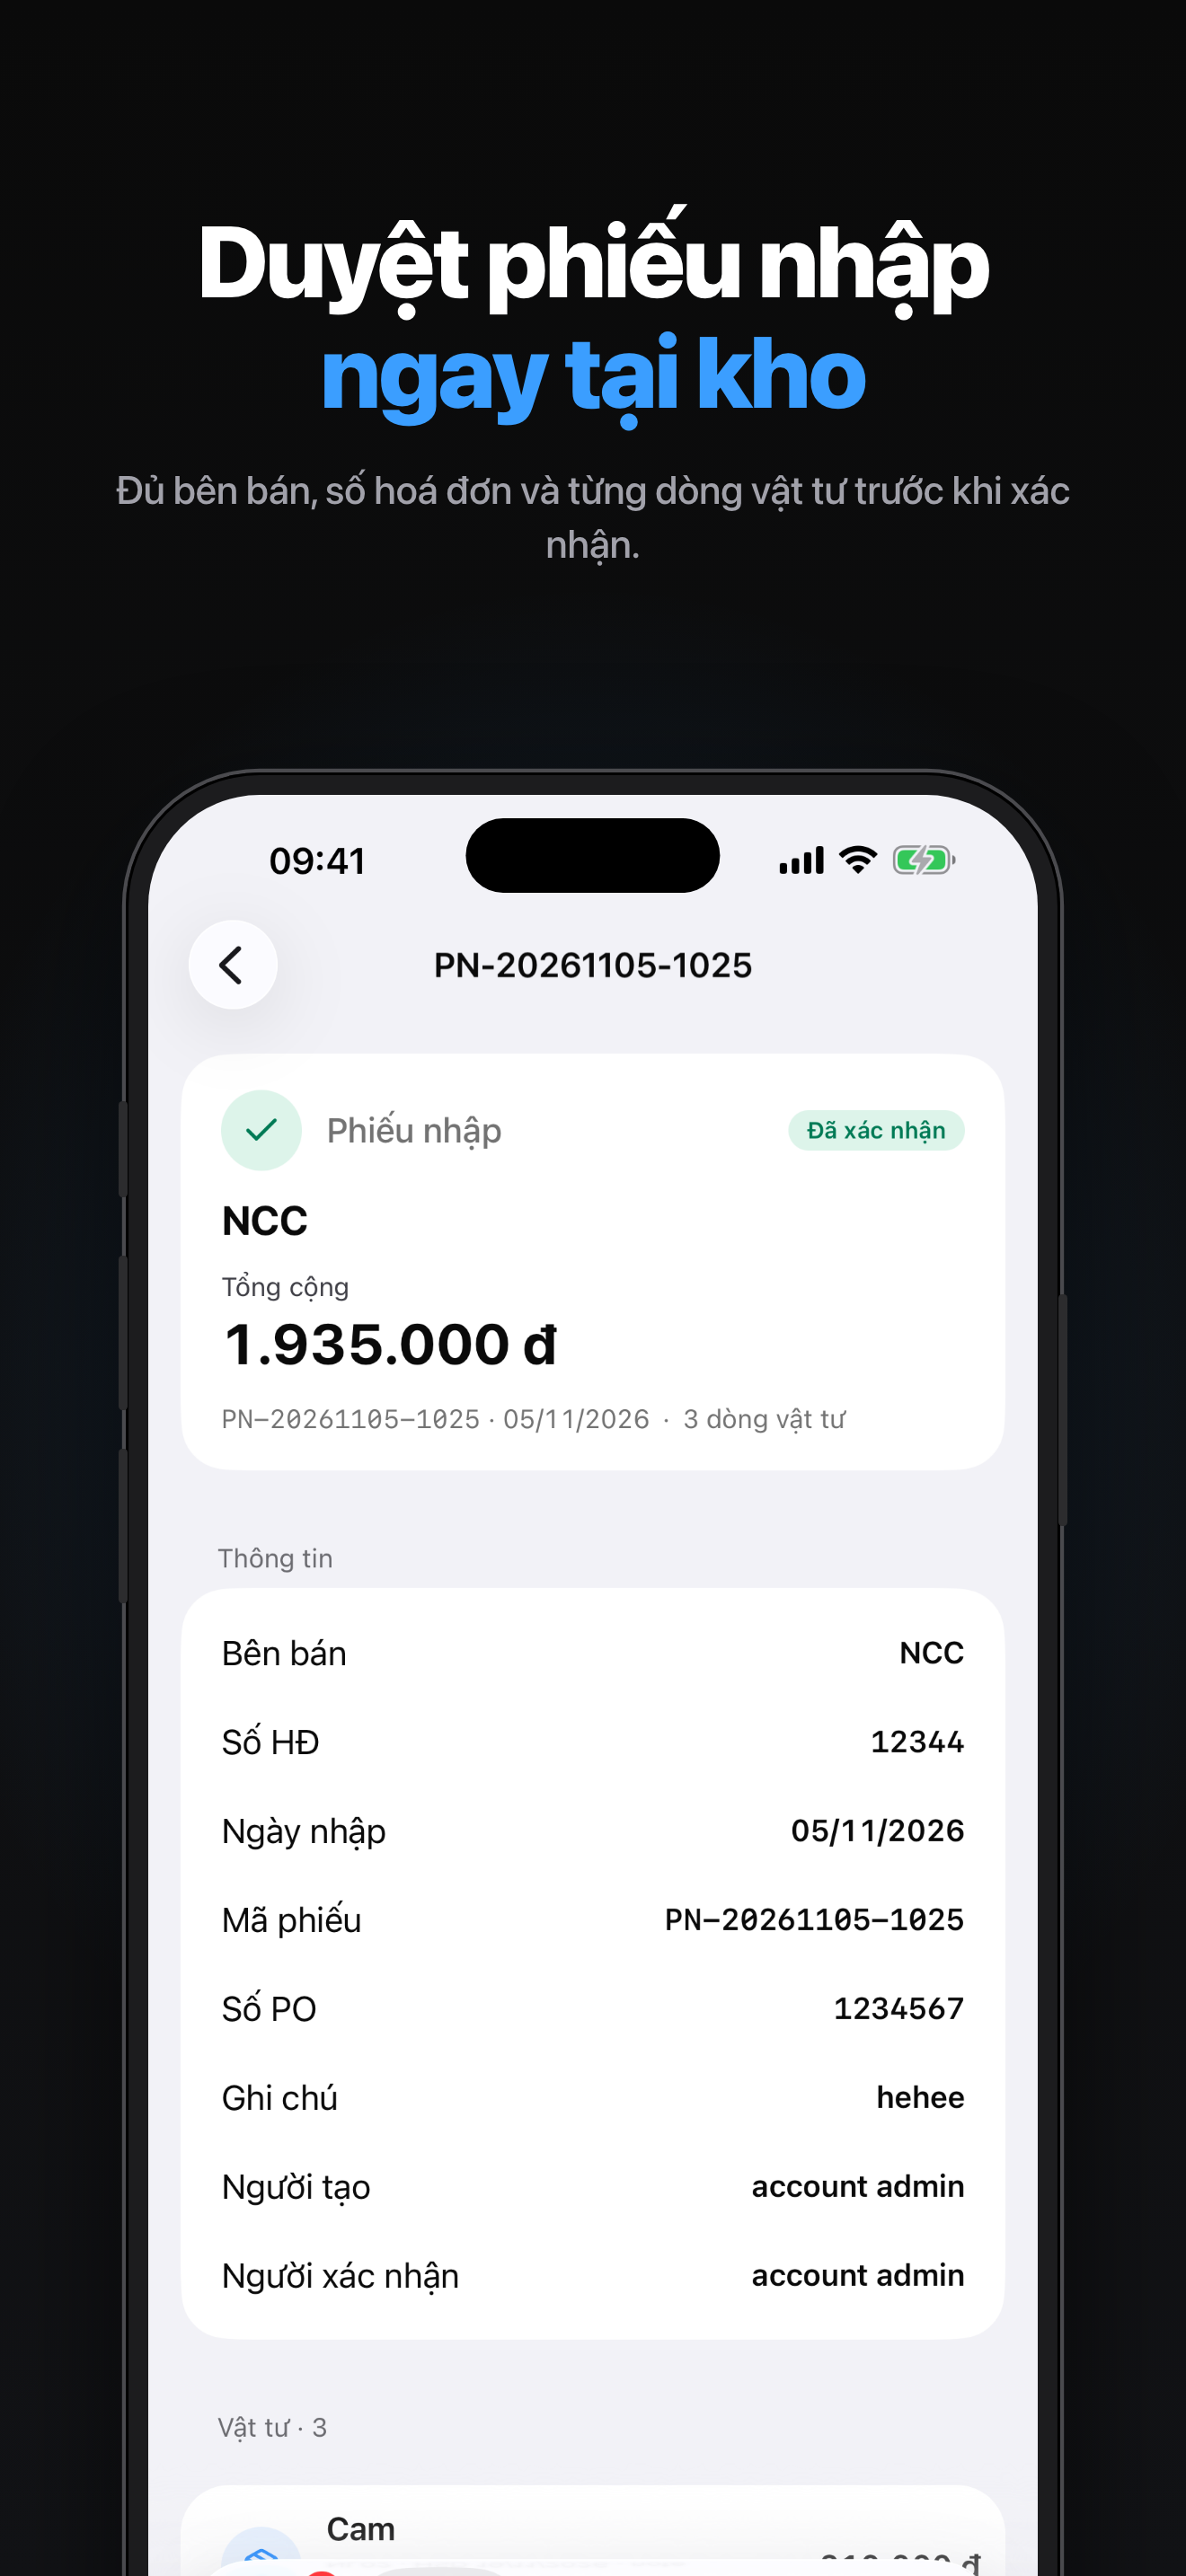 Duyệt phiếu nhập
ngay tại kho
Đủ bên bán, số hoá đơn và từng dòng vật tư trước khi xác
nhận.
09:41
PN-20261105-1025
Phiếu nhập
Đã xác nhận
NCC
Tổng cộng
1.935.000 đ
PN-20261105-1025 · 05/11/2026 · 3 dòng vật tư
Thông tin
Bên bán NCC
Số HĐ 12344
Ngày nhập 05/11/2026
Mã phiếu PN-20261105-1025
Số PO 1234567
Ghi chú hehee
Người tạo account admin
Người xác nhận account admin
Vật tư · 3
Cam